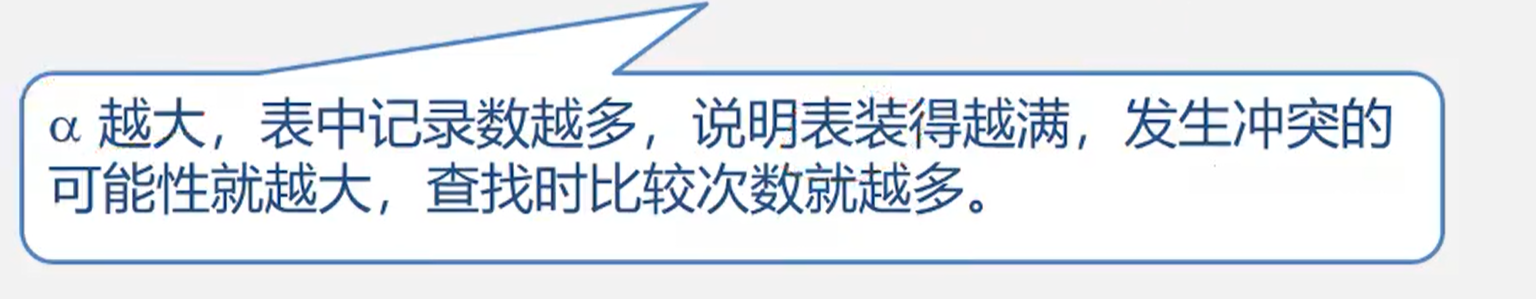 α 越大，表中记录数越多，说明表装得越满，发生冲突的
可能性就越大，查找时比较次数就越多。